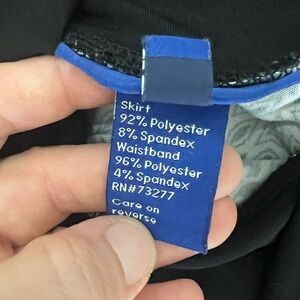 Skirt
92% Polyester
8% Spandex
Waistband
96% Polyester
4% Spandex
RN#73277
Care on
reverse